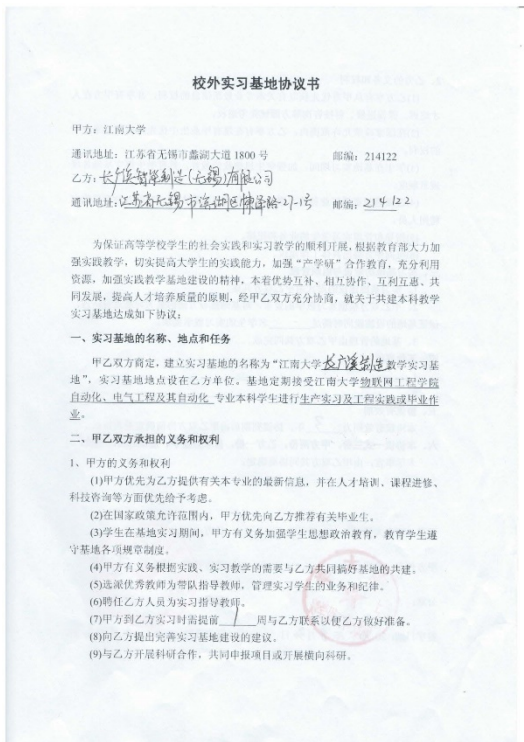 校外实习基地协议书
甲方：江南大学
通讯地址：江苏省无锡市蠡湖大道 1800 号 邮编：214122
乙方：长广溪智能制造(无锡)有限公司
通讯地址：江苏省无锡市滨湖区锦溪路-27-1号 邮编：214122
为保证高等学校学生的社会实践和实习教学的顺利开展，根据教育部大力加
强实践教学，切实提高大学生的实践能力，加强“产学研”合作教育，充分利用
资源，加强实践教学基地建设的精神，本着优势互补、相互协作、互利互惠、共
同发展，提高人才培养质量的原则，经甲乙双方充分协商，就关于共建本科教学
实习基地达成如下协议：
一、实习基地的名称、地点和任务
甲乙双方商定，建立实习基地的名称为“江南大学长广溪制造教学实习基
地”，实习基地地点设在乙方单位。基地定期接受江南大学物联网工程学院
自动化、电气工程及其自动化 专业本科学生进行生产实习及工程实践或毕业作
业。
二、甲乙双方承担的义务和权利
1、甲方的义务和权利
(1)甲方优先为乙方提供有关本专业的最新信息，并在人才培训、课程进修、
科技咨询等方面优先给予考虑。
(2)在国家政策允许范围内，甲方优先向乙方推荐有关毕业生。
(3)学生在基地实习期间，甲方有义务加强学生思想政治教育，教育学生遵
守基地各项规章制度。
(4)甲方有义务根据实践、实习教学的需要与乙方共同搞好基地的共建。
(5)选派优秀教师为带队指导教师，管理实习学生的业务和纪律。
(6)聘任乙方人员为实习指导教师。
(7)甲方到乙方实习时需提前 1 周与乙方联系以便乙方做好准备。
(8)向乙方提出完善实习基地建设的建议。
(9)与乙方开展科研合作，共同申报项目或开展横向科研。